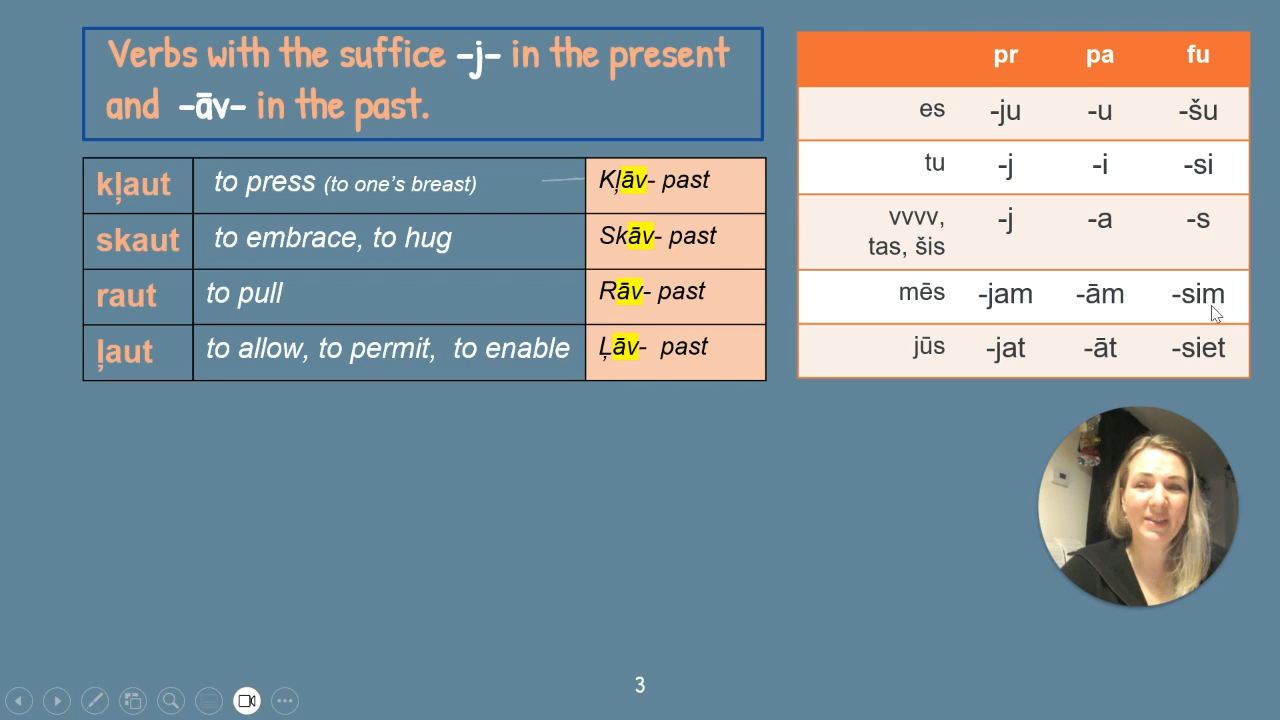 Verbs with the suffice -j- in the present
and -āv- in the past.
kļaut to press (to one's breast) Kļāv- past
skaut to embrace, to hug Skāv- past
raut to pull Rāv- past
ļaut to allow, to permit, to enable Ļāv- past
pr pa fu
es -ju -u -šu
tu -j -i -si
vvvv,
tas, šis -j -a -s
mēs -jam -ām -sim
jūs -jat -āt -siet
3